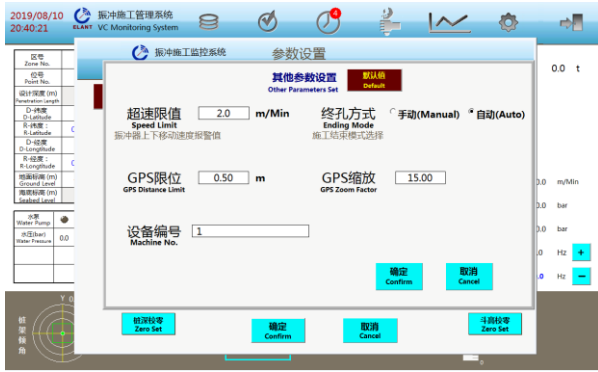 2019/08/10
20:40:21
ELANT
振冲施工管理系统
VC Monitoring System
4
振冲施工监控系统
参数设置
区号
Zone No.
位号
Point No.
设计深度 (m)
Penetration Length
D-纬度
D-Latitude
R-纬度：
R-Latitude
D-经度
D-Longtitude
R-经度：
R-Longtitude
地面标高 (m)
Ground Level
海底标高 (m)
Seabed Level
水泵
Water Pump
水压(bar)
Water Pressure
0.0
其他参数设置
Other Parameters Set
默认值
Default
超速限值
Speed Limit
2.0 m/Min
振冲器上下移动速度报警值
终孔方式
Ending Mode
手动(Manual) 自动(Auto)
施工结束模式选择
GPS限位
GPS Distance Limit
0.50 m
GPS缩放
GPS Zoom Factor
15.00
设备编号
Machine No.
1
确定
Confirm
取消
Cancel
0.0 t
m/Min
bar
bar
Hz +
Hz −
桩架倾角
Y
桩深校零
Zero Set
确定
Confirm
取消
Cancel
斗高校零
Zero Set
0